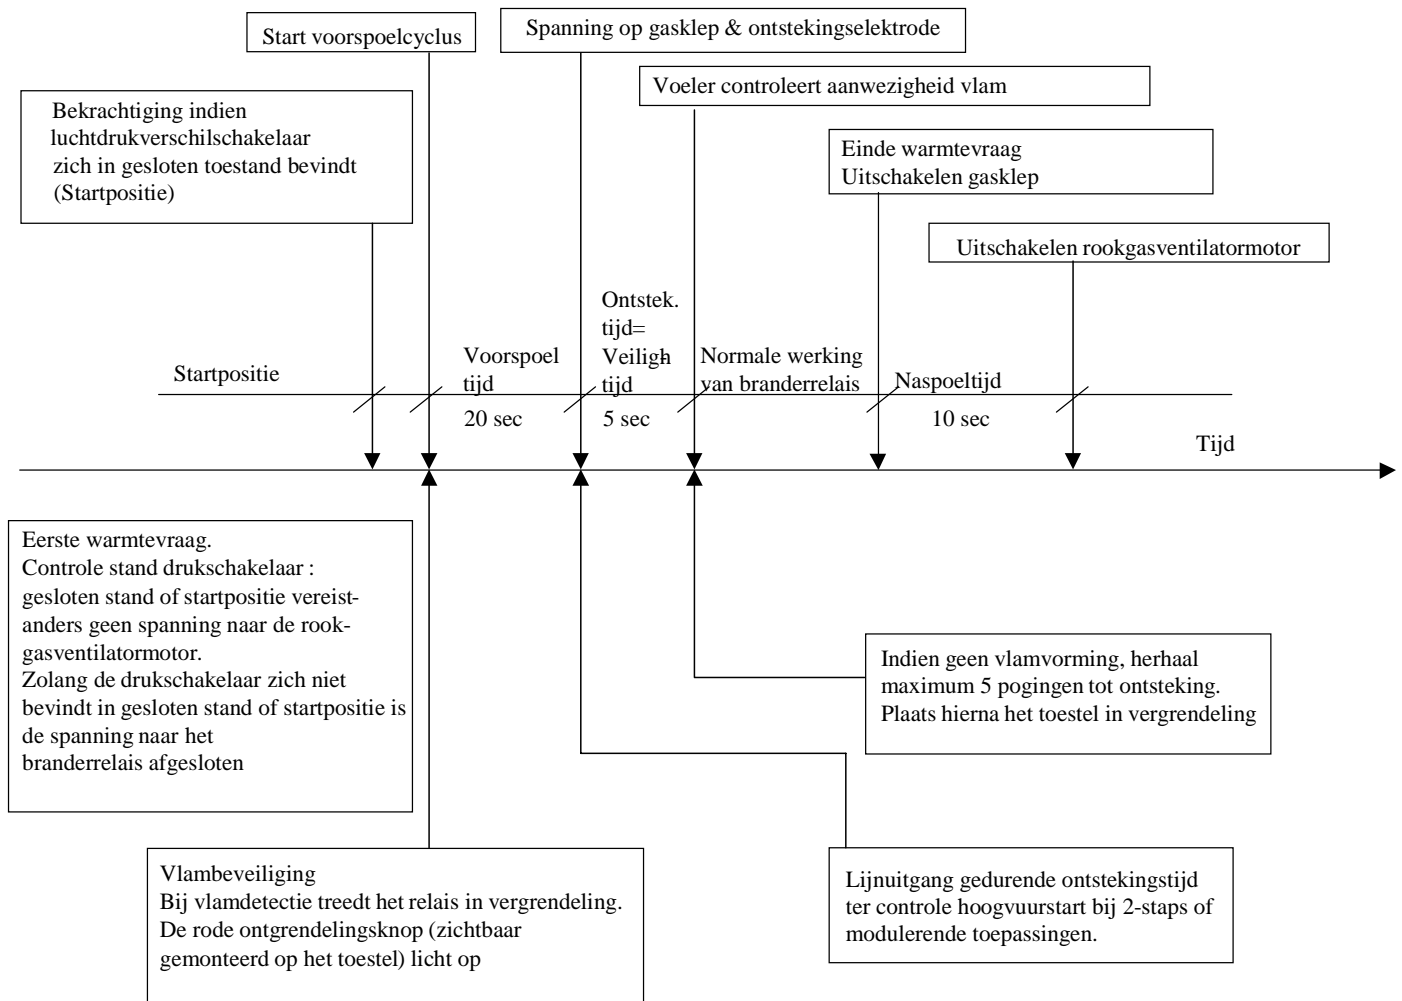 Start voorspoelcyclus
Spanning op gasklep & ontstekingselektrode
Voeler controleert aanwezigheid vlam
Bekrachtiging indien
luchtdrukverschilschakelaar
zich in gesloten toestand bevindt
(Startpositie)
Einde warmtevraag
Uitschakelen gasklep
Uitschakelen rookgasventilatormotor
Startpositie
Voorspoel
tijd
20 sec
Ontstek.
tijd=
Veiligh
tijd
5 sec
Normale werking
van branderrelais
Naspoeltijd
10 sec
Tijd
Eerste warmtevraag.
Controle stand drukschakelaar :
gesloten stand of startpositie vereist-
anders geen spanning naar de rook-
gasventilatormotor.
Zolang de drukschakelaar zich niet
bevindt in gesloten stand of startpositie is
de spanning naar het
branderrelais afgesloten
Indien geen vlamvorming, herhaal
maximum 5 pogingen tot ontsteking.
Plaats hierna het toestel in vergrendeling
Vlambeveiliging
Bij vlamdetectie treedt het relais in vergrendeling.
De rode ontgrendelingsknop (zichtbaar
gemonteerd op het toestel) licht op
Lijnuitgang gedurende ontstekingstijd
ter controle hoogvuurstart bij 2-staps of
modulerende toepassingen.